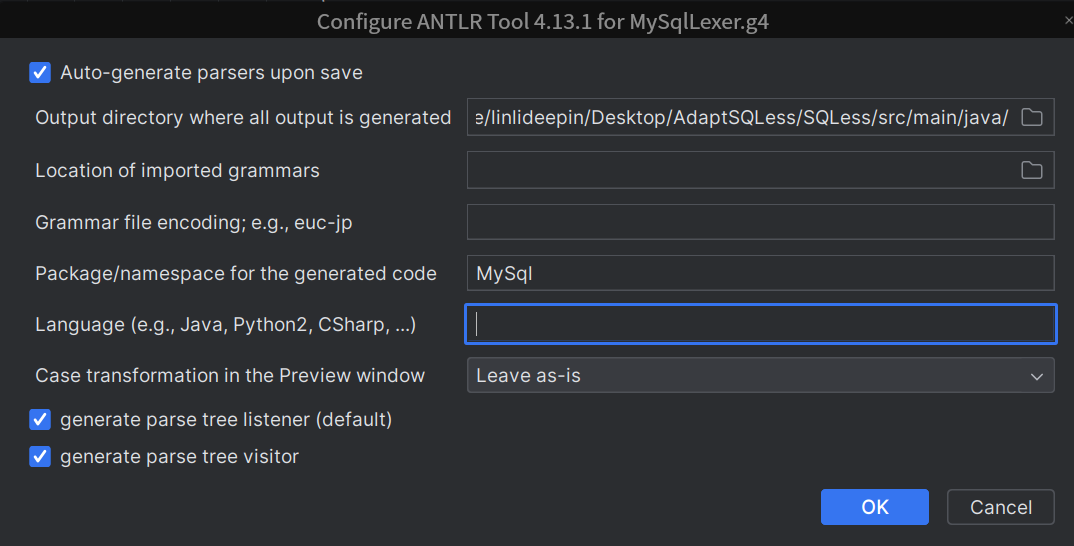 Configure ANTLR Tool 4.13.1 for MySqlLexer.g4
Auto-generate parsers upon save
Output directory where all output is generated e/linlideepin/Desktop/AdaptSQLess/SQLess/src/main/java/
Location of imported grammars
Grammar file encoding; e.g., euc-jp
Package/namespace for the generated code MySql
Language (e.g., Java, Python2, CSharp, ...)
Case transformation in the Preview window Leave as-is
generate parse tree listener (default)
generate parse tree visitor
OK Cancel